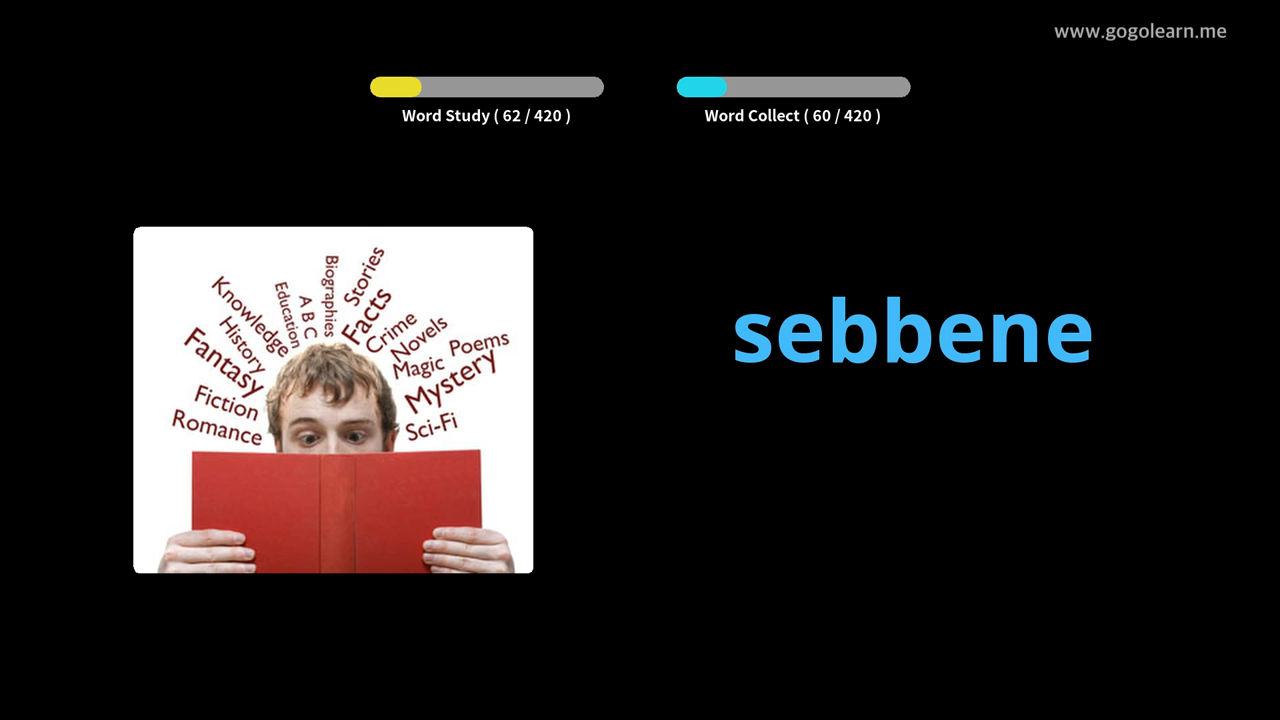 www.gogolearn.me
Word Study ( 62 / 420 )
Word Collect ( 60 / 420 )
Biographies
Stories
Education
A B C
Facts
Knowledge
Crime
History
Novels
Fantasy
Magic
Poems
Mystery
Fiction
Romance
Sci-Fi
sebbene